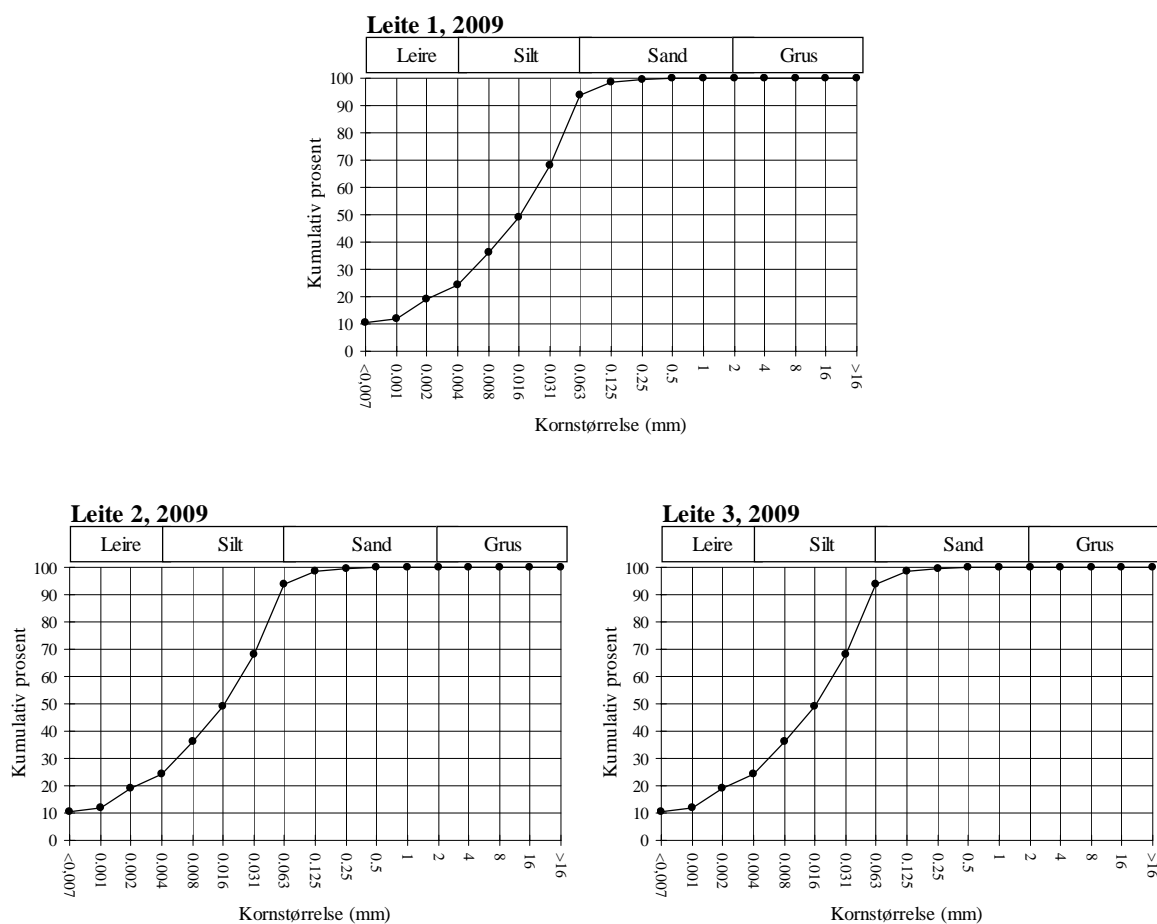 Leite 1, 2009
Leire Silt Sand Grus
100
90
80
70
60
50
40
30
20
10
0
Kumulativ prosent
<0,007 0.001 0.002 0.004 0.008 0.016 0.031 0.063 0.125 0.25 0.5 1 2 4 8 16 >16
Kornstørrelse (mm)
Leite 2, 2009
Leire Silt Sand Grus
100
90
80
70
60
50
40
30
20
10
0
Kumulativ prosent
<0,007 0.001 0.002 0.004 0.008 0.016 0.031 0.063 0.125 0.25 0.5 1 2 4 8 16 >16
Kornstørrelse (mm)
Leite 3, 2009
Leire Silt Sand Grus
100
90
80
70
60
50
40
30
20
10
0
Kumulativ prosent
<0,007 0.001 0.002 0.004 0.008 0.016 0.031 0.063 0.125 0.25 0.5 1 2 4 8 16 >16
Kornstørrelse (mm)